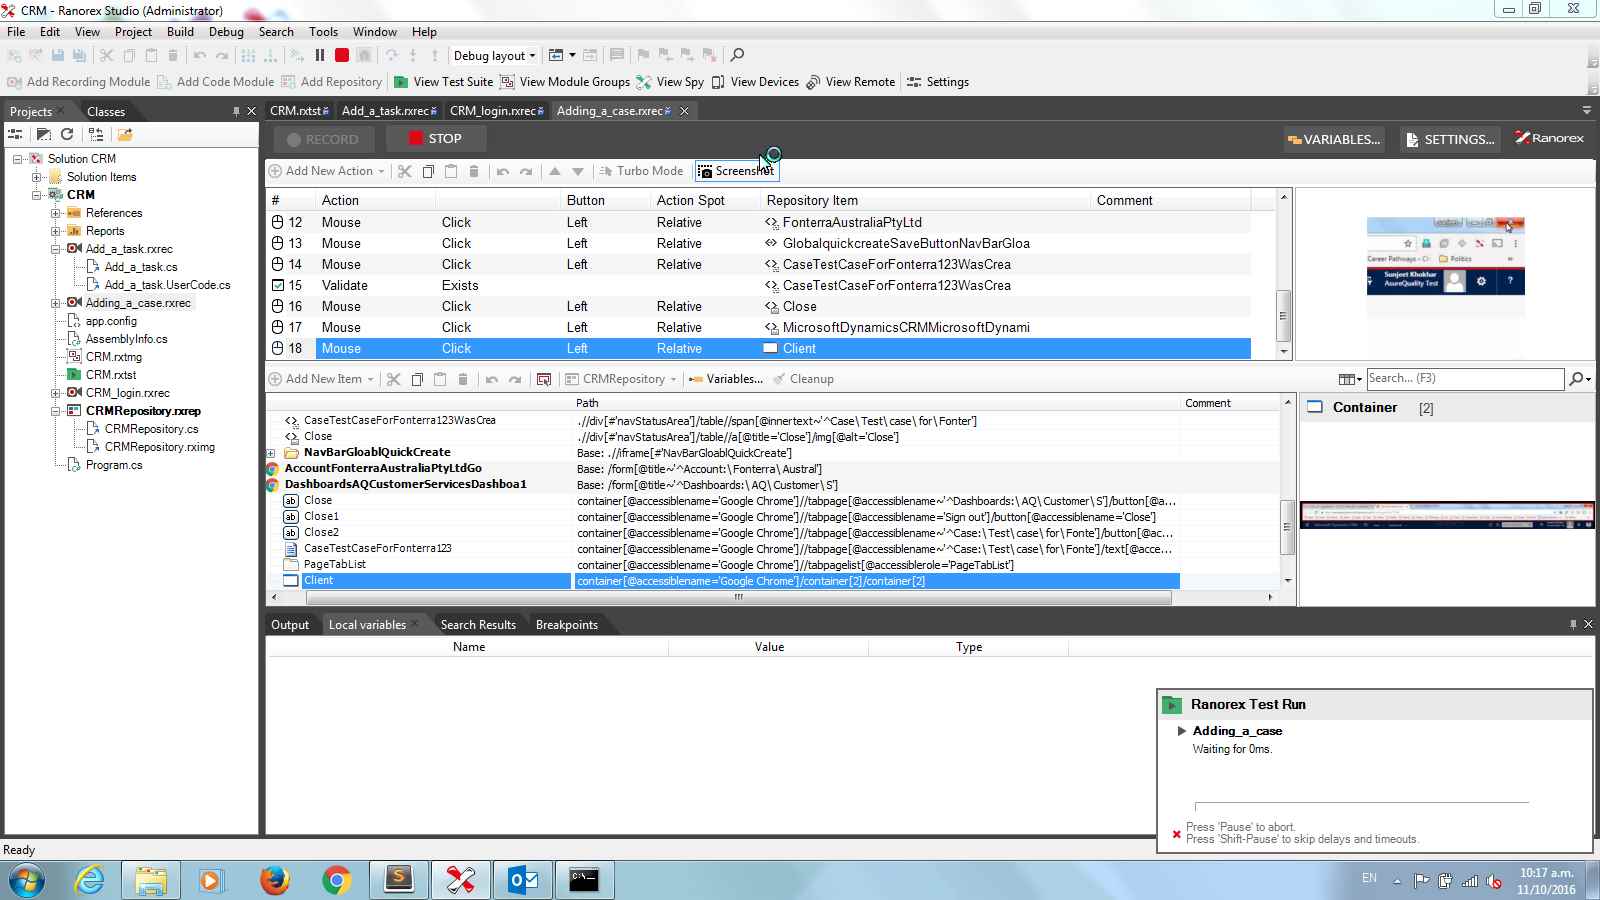 CRM - Ranorex Studio (Administrator)
File Edit View Project Build Debug Search Tools Window Help
Debug layout
Add Recording Module Add Code Module Add Repository View Test Suite View Module Groups View Spy View Devices View Remote Settings
Projects Classes
CRM.rxtst Add_a_task.rxrec CRM_login.rxrec Adding_a_case.rxrec
RECORD STOP VARIABLES... SETTINGS... Ranorex
Add New Action Turbo Mode Screenshot
# Action Button Action Spot Repository Item Comment
12 Mouse Click Left Relative FonterraAustraliaPtyLtd
13 Mouse Click Left Relative GlobalquickcreateSaveButtonNavBarGloa
14 Mouse Click Left Relative CaseTestCaseForFonterra123WasCrea
15 Validate Exists CaseTestCaseForFonterra123WasCrea
16 Mouse Click Left Relative Close
17 Mouse Click Left Relative MicrosoftDynamicsCRMMicrosoftDynami
18 Mouse Click Left Relative Client
Career Pathways - C Politics
Sunjeet Khokhar
AsureQuality Test
Solution CRM
Solution Items
CRM
References
Reports
Add_a_task.rxrec
Add_a_task.cs
Add_a_task.UserCode.cs
Adding_a_case.rxrec
app.config
AssemblyInfo.cs
CRM.rxtmg
CRM.rxtst
CRM_login.rxrec
CRMRepository.rxrep
CRMRepository.cs
CRMRepository.rximg
Program.cs
Add New Item CRMRepository Variables... Cleanup Search... (F3)
Path Comment
CaseTestCaseForFonterra123WasCrea .//div[#'navStatusArea']/table//span[@innertext~'^Case\ Test\ case\ for\ Fonter']
Close .//div[#'navStatusArea']/table//a[@title='Close']/img[@alt='Close']
NavBarGloablQuickCreate Base: .//iframe[#'NavBarGloablQuickCreate']
AccountFonterraAustraliaPtyLtdGo Base: /form[@title~'^Account:\ Fonterra\ Austral']
DashboardsAQCustomerServicesDashboa1 Base: /form[@title~'^Dashboards:\ AQ\ Customer\ S']
Close container[@accessiblename='Google Chrome']//tabpage[@accessiblename~'^Dashboards:\ AQ\ Customer\ S']/button[@a...
Close1 container[@accessiblename='Google Chrome']//tabpage[@accessiblename='Sign out']/button[@accessiblename='Close']
Close2 container[@accessiblename='Google Chrome']//tabpage[@accessiblename~'^Case:\ Test\ case\ for\ Fonte']/button[@ac...
CaseTestCaseForFonterra123 container[@accessiblename='Google Chrome']//tabpage[@accessiblename~'^Case:\ Test\ case\ for\ Fonte']/text[@acce...
PageTabList container[@accessiblename='Google Chrome']//tabpagelist[@accessiblerole='PageTabList']
Client container[@accessiblename='Google Chrome']/container[2]/container[2]
Container [2]
Output Local variables Search Results Breakpoints
Name Value Type
Ranorex Test Run
Adding_a_case
Waiting for 0ms.
Press 'Pause' to abort.
Press 'Shift-Pause' to skip delays and timeouts.
Ready
EN
10:17 a.m.
11/10/2016